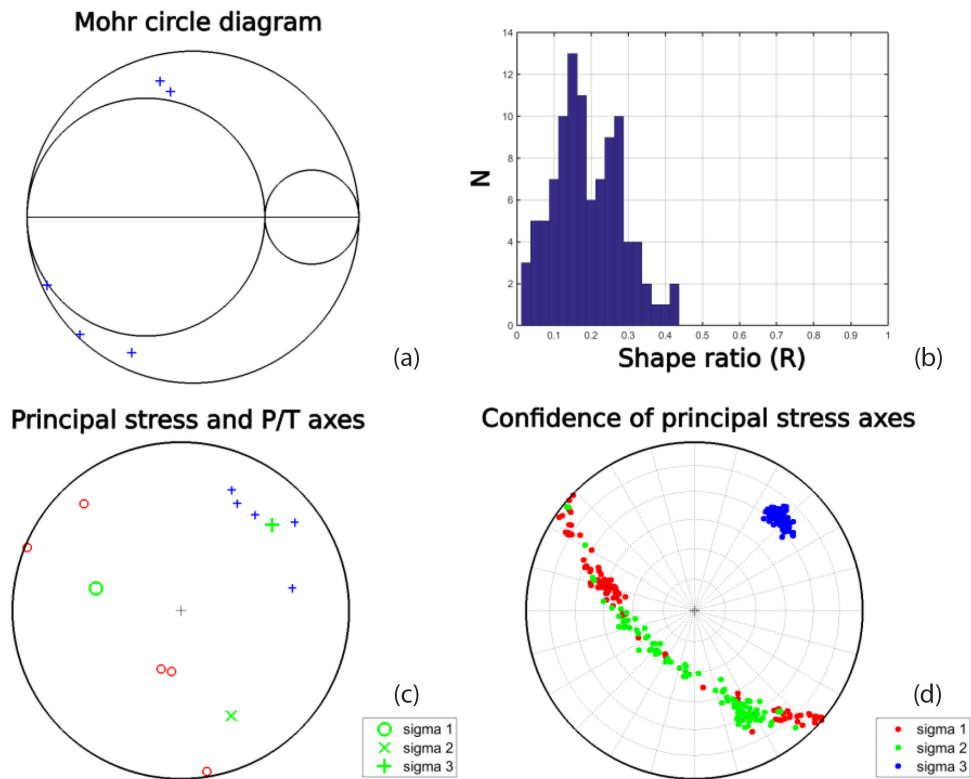 Mohr circle diagram
(a)
14
12
10
8
6
4
2
0
N
0 0.1 0.2 0.3 0.4 0.5 0.6 0.7 0.8 0.9 1
Shape ratio (R)
(b)
Principal stress and P/T axes
(c)
sigma 1
sigma 2
sigma 3
Confidence of principal stress axes
(d)
sigma 1
sigma 2
sigma 3